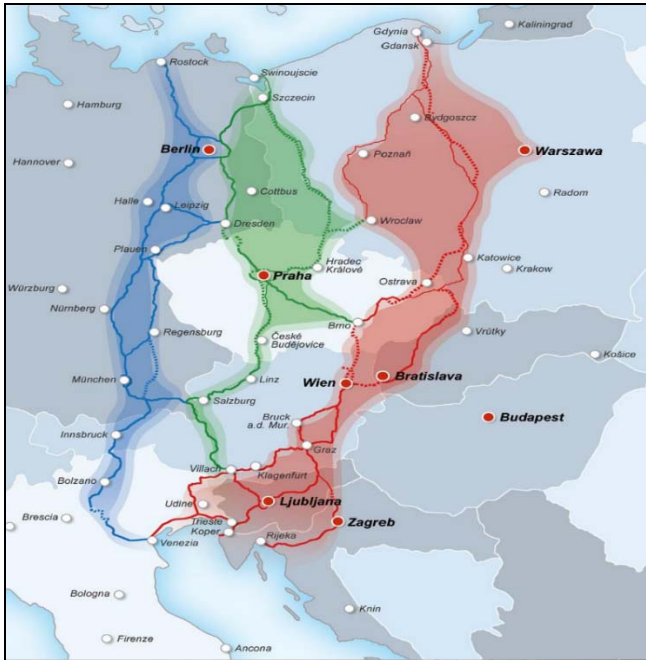 Gdynia
Gdansk
Kaliningrad
Rostock
Swinoujscie
Szczecin
Hamburg
Bydgoszcz
Berlin
Poznañ
Warszawa
Hannover
Cottbus
Halle
Leipzig
Radom
Dresden
Wroclaw
Plauen
Katowice
Krakow
Praha
Hradec
Králové
Ostrava
Würzburg
Nürnberg
Regensburg
Brno
Vrútky
České
Budějovice
Košice
München
Linz
Wien
Bratislava
Salzburg
Budapest
Bruck
a.d. Mur.
Innsbruck
Graz
Villach
Klagenfurt
Bolzano
Udine
Ljubljana
Brescia
Trieste
Koper
Zagreb
Venezia
Rijeka
Bologna
Knin
Firenze
Ancona